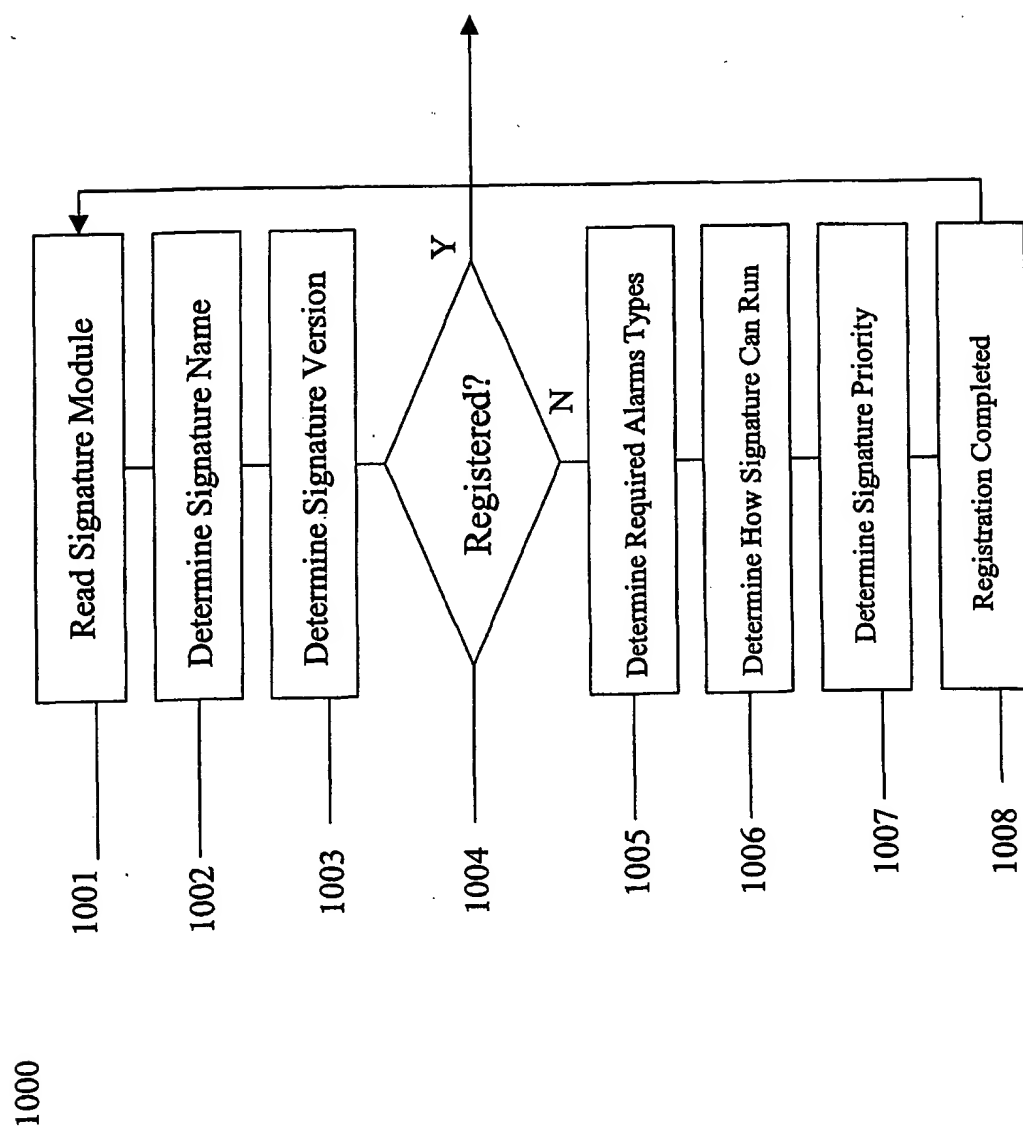 1000
1001
Read Signature Module
1002
Determine Signature Name
1003
Determine Signature Version
1004
Registered?
Y
N
1005
Determine Required Alarms Types
1006
Determine How Signature Can Run
1007
Determine Signature Priority
1008
Registration Completed